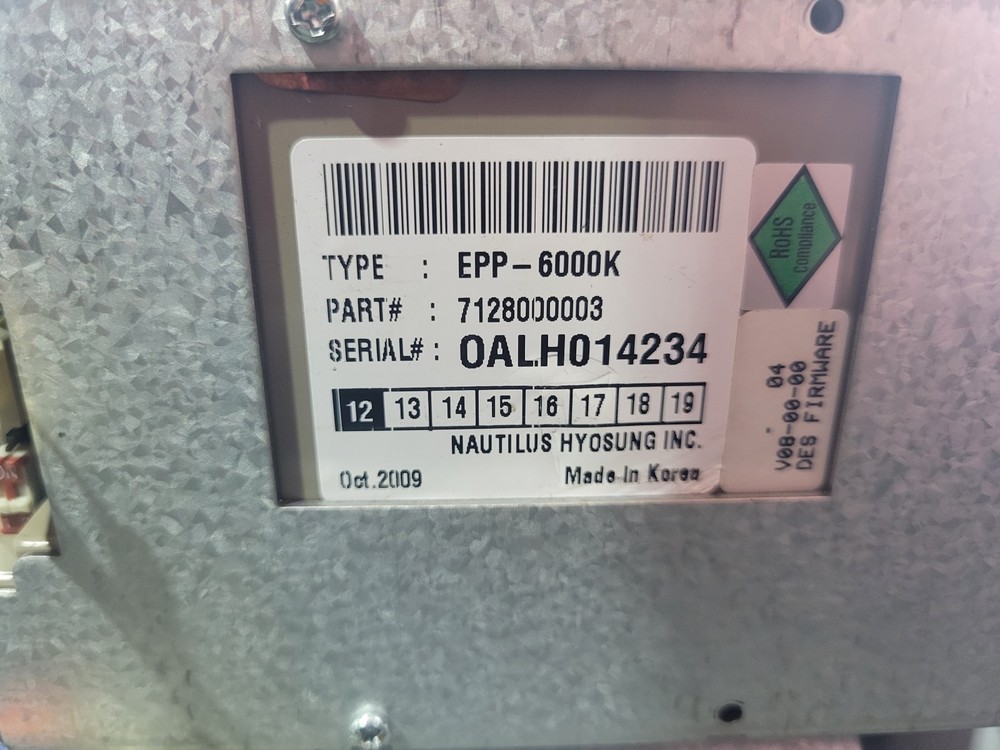 TYPE : EPP-6000K
PART# : 7128000003
SERIAL# : 0ALH014234
12 13 14 15 16 17 18 19
NAUTILUS HYOSUNG INC.
Oct.2009 Made In Korea
RoHS
compliance
04
V08-00-00
DES FIRMWARE